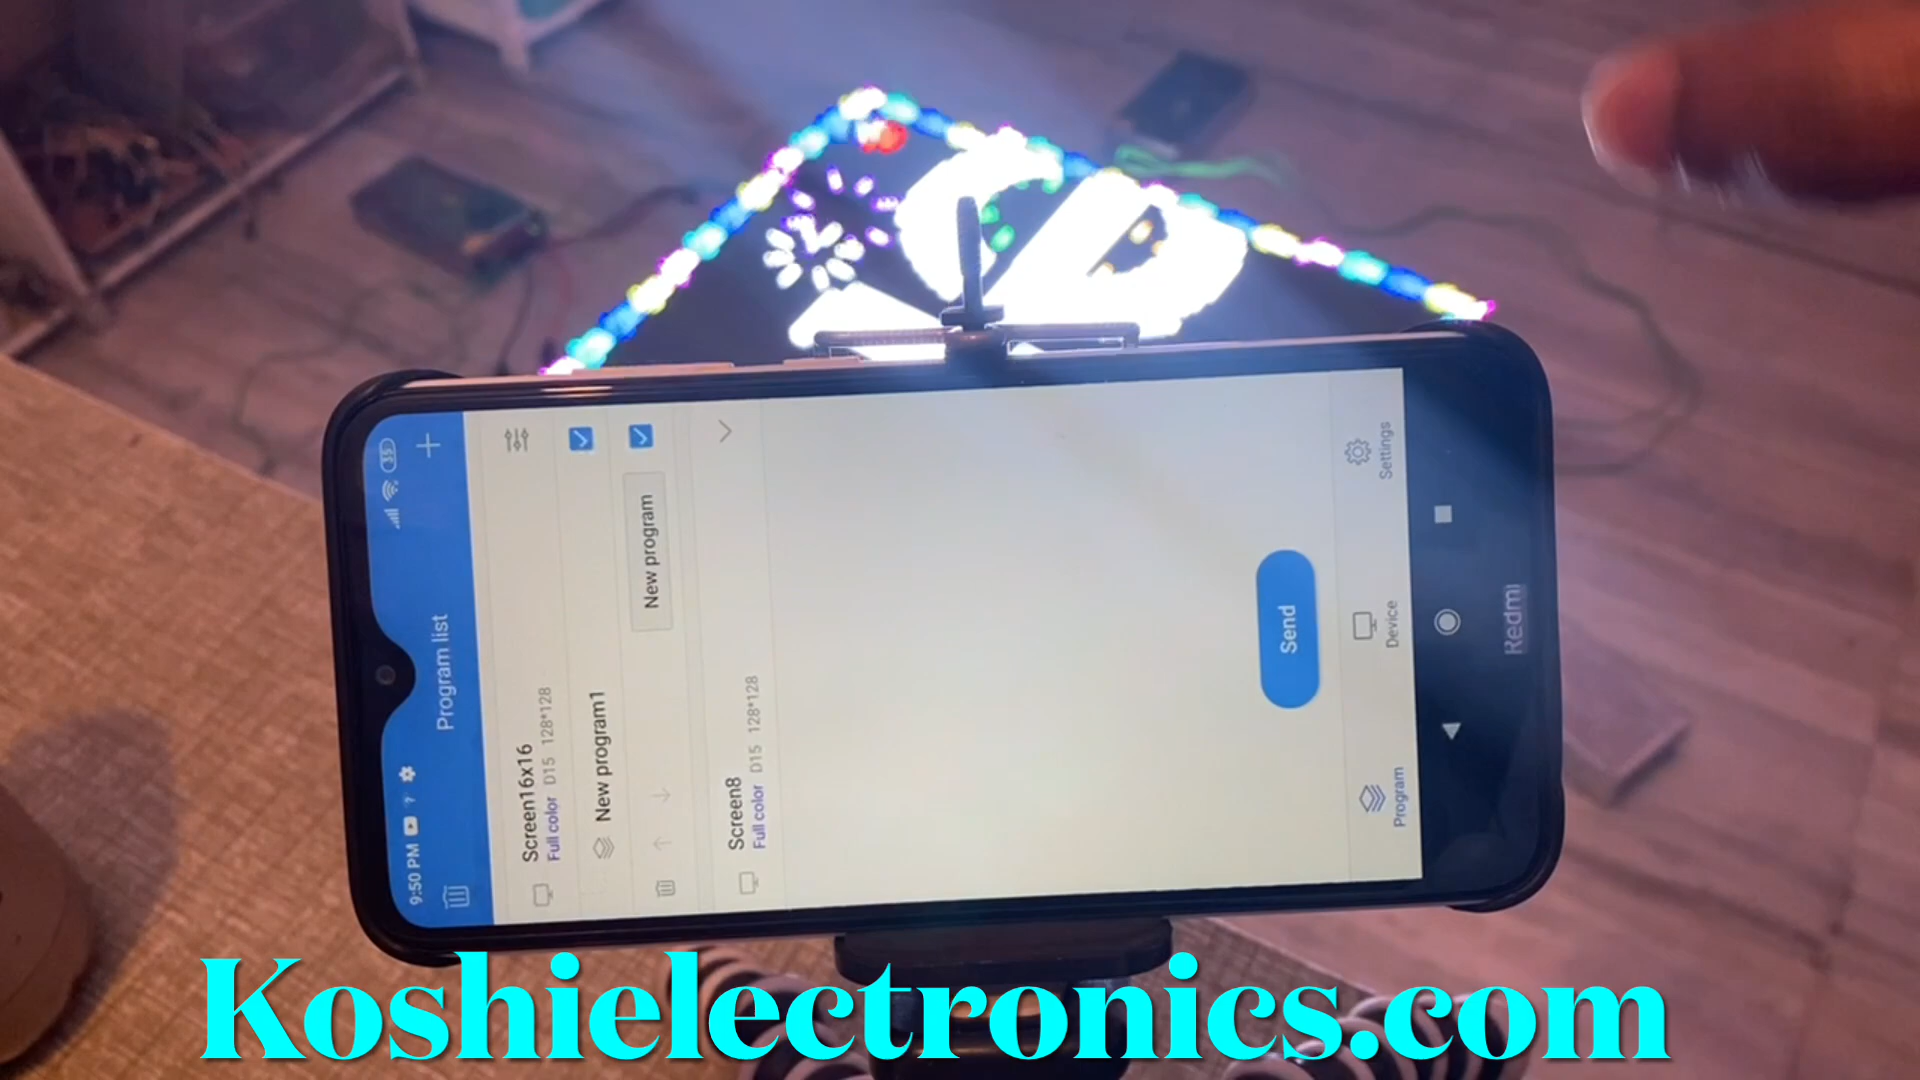 9:50 PM
35
Program list
Screen16x16
Full color D15 128*128
New program1
New program
Screen8
Full color D15 128*128
Send
Program
Device
Settings
Redmi
Koshielectronics.com